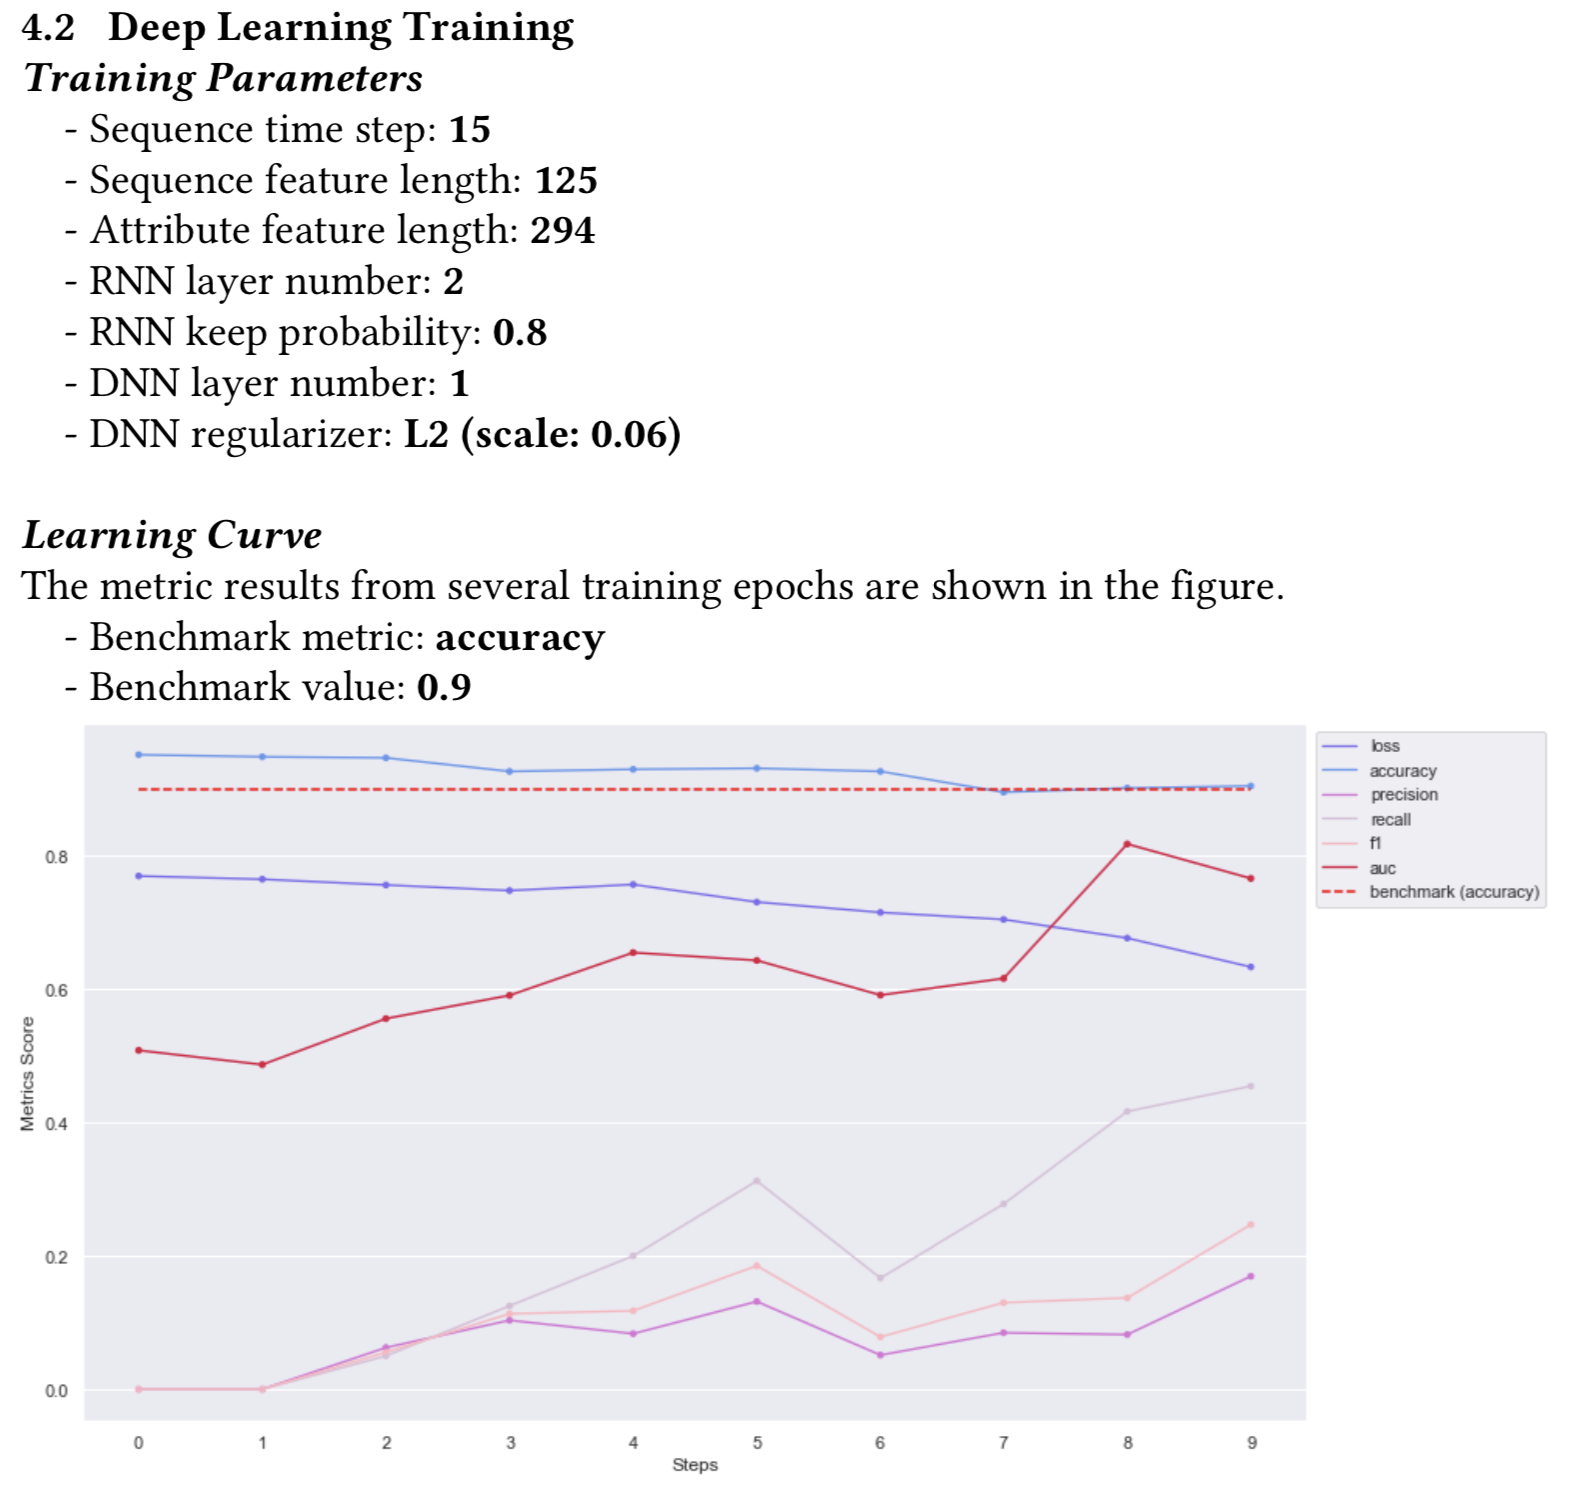 4.2 Deep Learning Training
Training Parameters
- Sequence time step: 15
- Sequence feature length: 125
- Attribute feature length: 294
- RNN layer number: 2
- RNN keep probability: 0.8
- DNN layer number: 1
- DNN regularizer: L2 (scale: 0.06)
Learning Curve
The metric results from several training epochs are shown in the figure.
- Benchmark metric: accuracy
- Benchmark value: 0.9
loss
accuracy
precision
recall
f1
auc
benchmark (accuracy)
Metrics Score
0.8
0.6
0.4
0.2
0.0
0 1 2 3 4 5 6 7 8 9
Steps